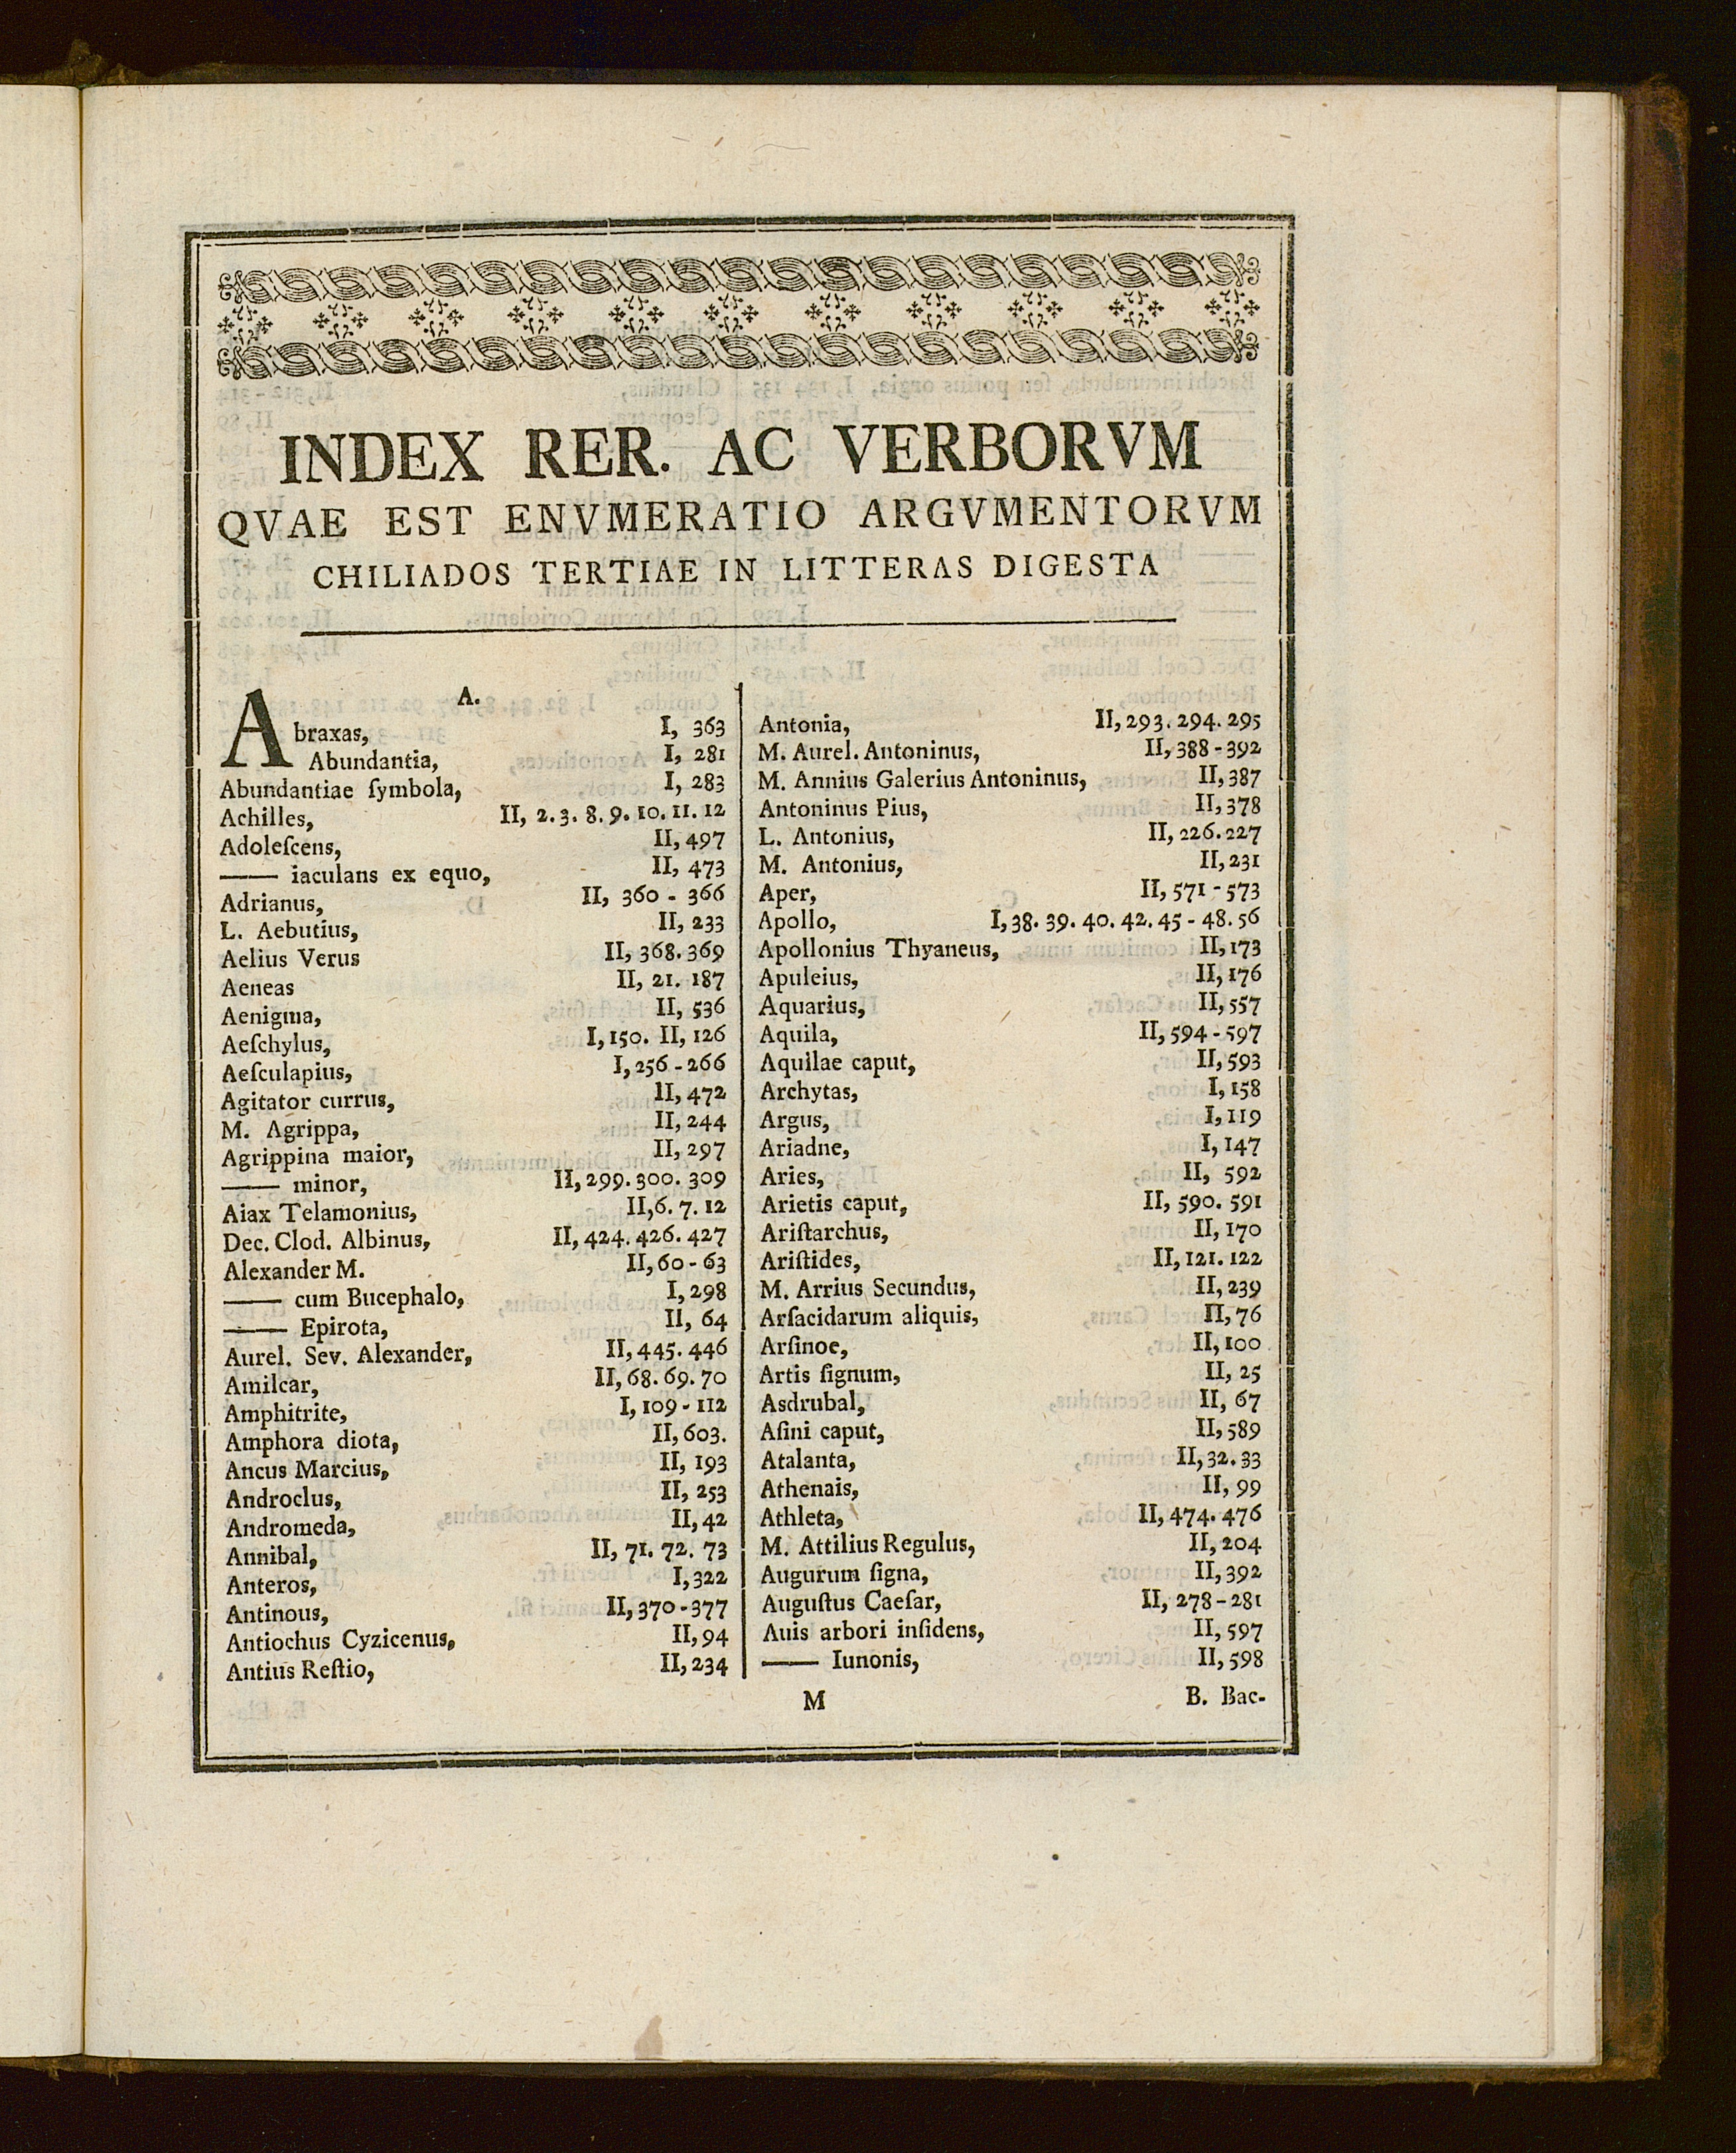 INDEX RER. AC VERBORVM
QVAE EST ENVMERATIO ARGVMENTORVM
CHILIADOS TERTIAE IN LITTERAS DIGESTA
A.
Abraxas, I, 363
Abundantia, I, 281
Abundantiae ſymbola, I, 283
Achilles, II, 2. 3. 8. 9. 10. 11. 12
Adoleſcens, II, 497
—— iaculans ex equo, II, 473
Adrianus, II, 360 - 366
L. Aebutius, II, 233
Aelius Verus II, 368. 369
Aeneas II, 21. 187
Aenigma, II, 536
Aeſchylus, I, 150. II, 126
Aeſculapius, I, 256 - 266
Agitator currus, II, 472
M. Agrippa, II, 244
Agrippina maior, II, 297
—— minor, II, 299. 300. 309
Aiax Telamonius, II, 6. 7. 12
Dec. Clod. Albinus, II, 424. 426. 427
Alexander M. II, 60 - 63
—— cum Bucephalo, I, 298
—— Epirota, II, 64
Aurel. Sev. Alexander, II, 445. 446
Amilcar, II, 68. 69. 70
Amphitrite, I, 109 - 112
Amphora diota, II, 603.
Ancus Marcius, II, 193
Androclus, II, 253
Andromeda, II, 42
Annibal, II, 71. 72. 73
Anteros, I, 322
Antinous, II, 370 - 377
Antiochus Cyzicenus, II, 94
Antius Reſtio, II, 234
Antonia, II, 293. 294. 295
M. Aurel. Antoninus, II, 388 - 392
M. Annius Galerius Antoninus, II, 387
Antoninus Pius, II, 378
L. Antonius, II, 226. 227
M. Antonius, II, 231
Aper, II, 571 - 573
Apollo, I, 38. 39. 40. 42. 45 - 48. 56
Apollonius Thyaneus, II, 173
Apuleius, II, 176
Aquarius, II, 557
Aquila, II, 594 - 597
Aquilae caput, II, 593
Archytas, I, 158
Argus, I, 119
Ariadne, I, 147
Aries, II, 592
Arietis caput, II, 590. 591
Ariſtarchus, II, 170
Ariſtides, II, 121. 122
M. Arrius Secundus, II, 239
Arſacidarum aliquis, II, 76
Arſinoe, II, 100
Artis ſignum, II, 25
Asdrubal, II, 67
Aſini caput, II, 589
Atalanta, II, 32. 33
Athenais, II, 99
Athleta, II, 474. 476
M. Attilius Regulus, II, 204
Augurum ſigna, II, 392
Auguſtus Caeſar, II, 278 - 281
Auis arbori inſidens, II, 597
—— Iunonis, II, 598
M B. Bac-